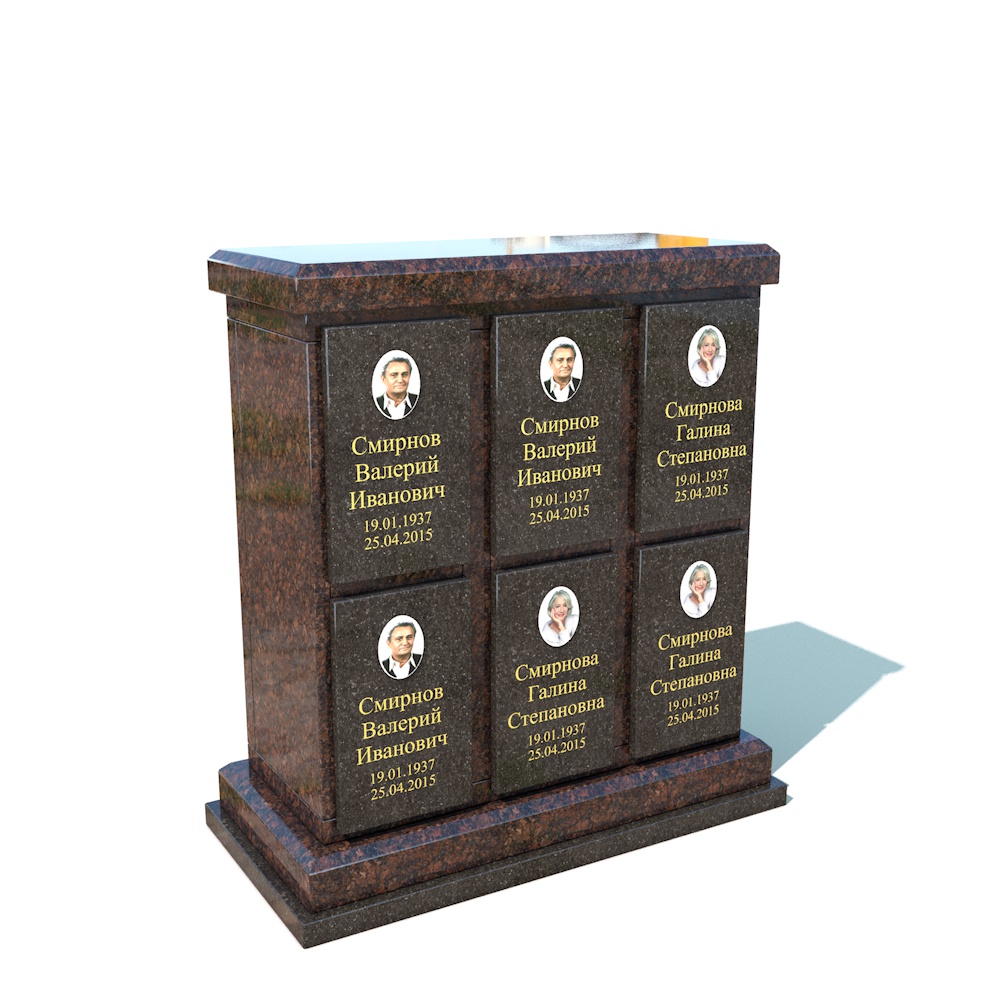 Смирнов
Валерий
Иванович
19.01.1937
25.04.2015
Смирнов
Валерий
Иванович
19.01.1937
25.04.2015
Смирнова
Галина
Степановна
19.01.1937
25.04.2015
Смирнов
Валерий
Иванович
19.01.1937
25.04.2015
Смирнова
Галина
Степановна
19.01.1937
25.04.2015
Смирнова
Галина
Степановна
19.01.1937
25.04.2015